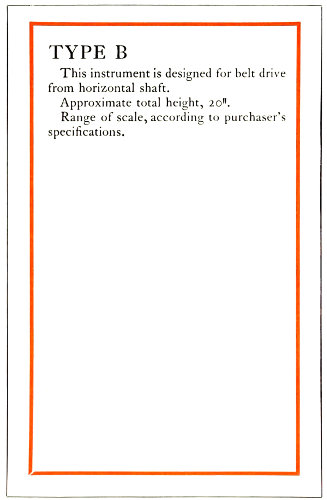 TYPE B
This instrument is designed for belt drive
from horizontal shaft.
Approximate total height, 20".
Range of scale, according to purchaser's
specifications.